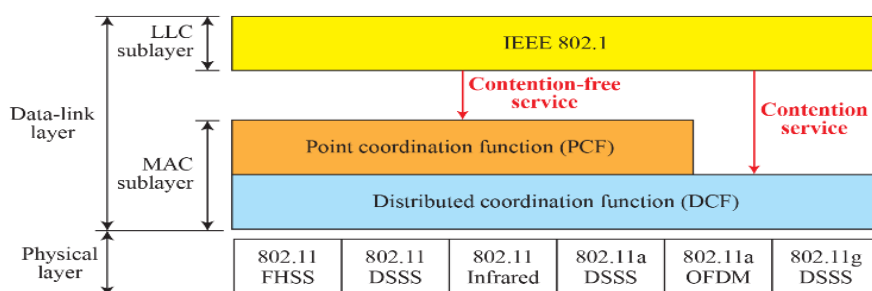 LLC
sublayer
IEEE 802.1
Contention-free
service
Contention
service
Data-link
layer
MAC
sublayer
Point coordination function (PCF)
Distributed coordination function (DCF)
Physical
layer
802.11
FHSS
802.11
DSSS
802.11
Infrared
802.11a
DSSS
802.11a
OFDM
802.11g
DSSS